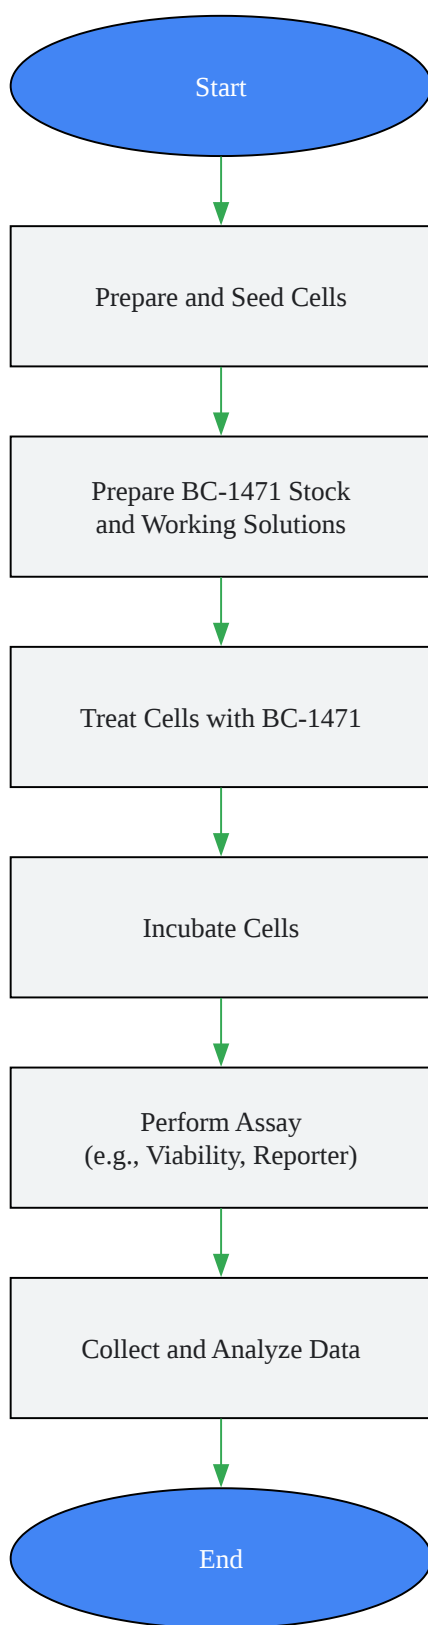 Start
Prepare and Seed Cells
Prepare BC-1471 Stock
and Working Solutions
Treat Cells with BC-1471
Incubate Cells
Perform Assay
(e.g., Viability, Reporter)
Collect and Analyze Data
End